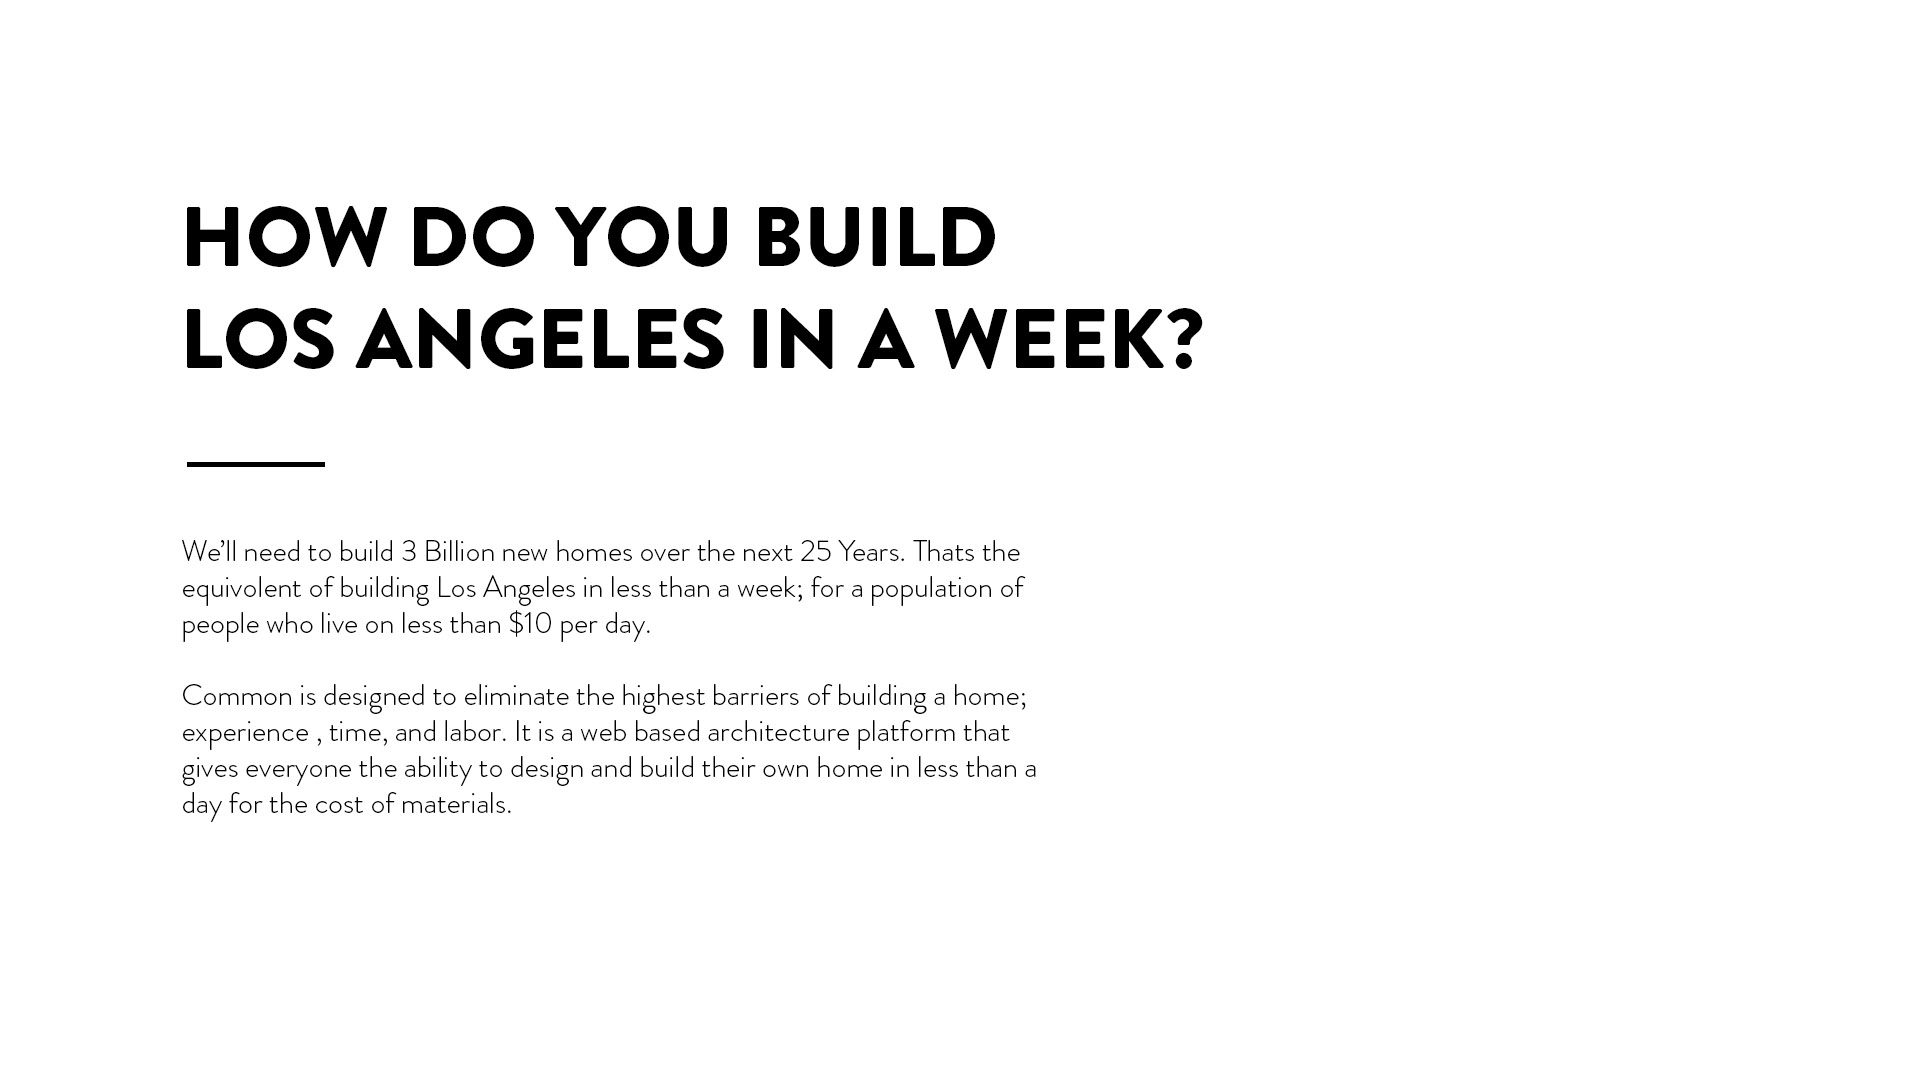 HOW DO YOU BUILD
LOS ANGELES IN A WEEK?
We’ll need to build 3 Billion new homes over the next 25 Years. Thats the
equivolent of building Los Angeles in less than a week; for a population of
people who live on less than $10 per day.
Common is designed to eliminate the highest barriers of building a home;
experience , time, and labor. It is a web based architecture platform that
gives everyone the ability to design and build their own home in less than a
day for the cost of materials.